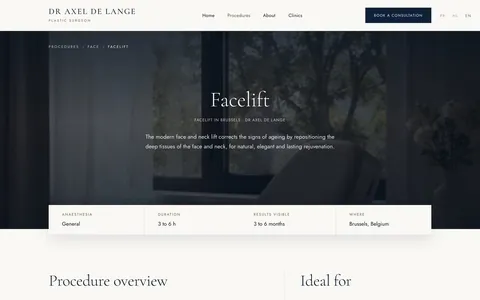 DR AXEL DE LANGE
PLASTIC SURGEON
Home
Procedures
About
Clinics
BOOK A CONSULTATION
FR
NL
EN
PROCEDURES / FACE / FACELIFT
Facelift
FACELIFT IN BRUSSELS · DR AXEL DE LANGE
The modern face and neck lift corrects the signs of ageing by repositioning the
deep tissues of the face and neck, for natural, elegant and lasting rejuvenation.
ANAESTHESIA
General
DURATION
3 to 6 h
RESULTS VISIBLE
3 to 6 months
WHERE
Brussels, Belgium
Procedure overview
Ideal for